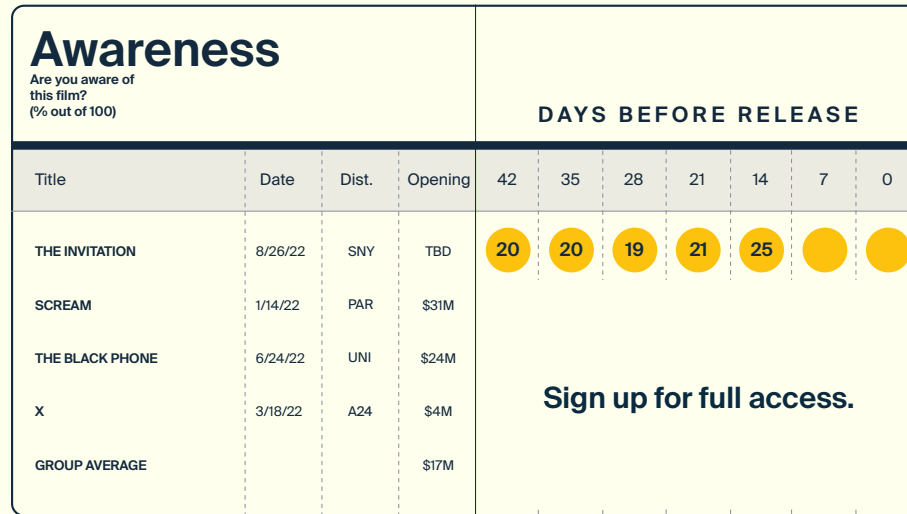 Awareness
Are you aware of
this film?
(% out of 100)
DAYS BEFORE RELEASE
Title Date Dist. Opening 42 35 28 21 14 7 0
THE INVITATION 8/26/22 SNY TBD 20 20 19 21 25
SCREAM 1/14/22 PAR $31M
THE BLACK PHONE 6/24/22 UNI $24M
Sign up for full access.
X 3/18/22 A24 $4M
GROUP AVERAGE $17M